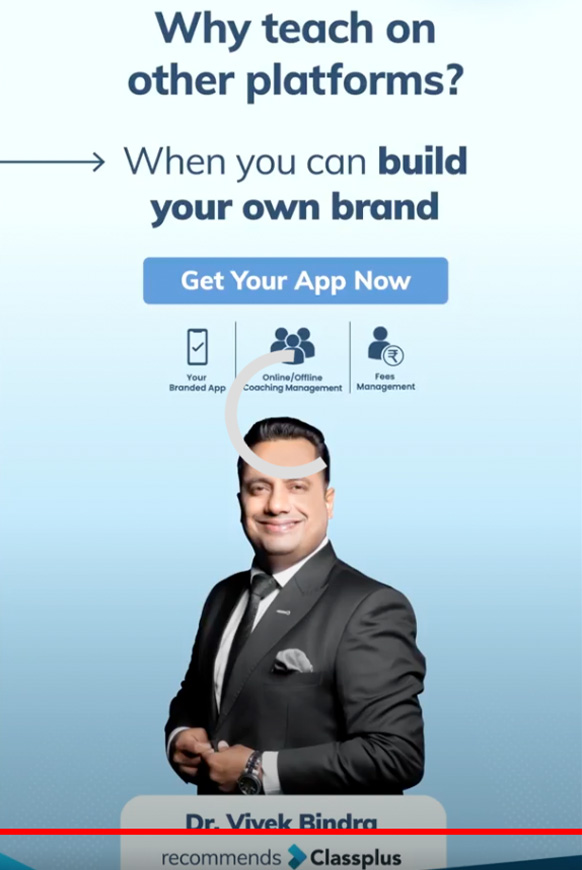 Why teach on
other platforms?
When you can build
your own brand
Get Your App Now
Your
Branded App
Online/Offline
Coaching Management
Fees
Management
Dr. Vivek Bindra
recommends Classplus